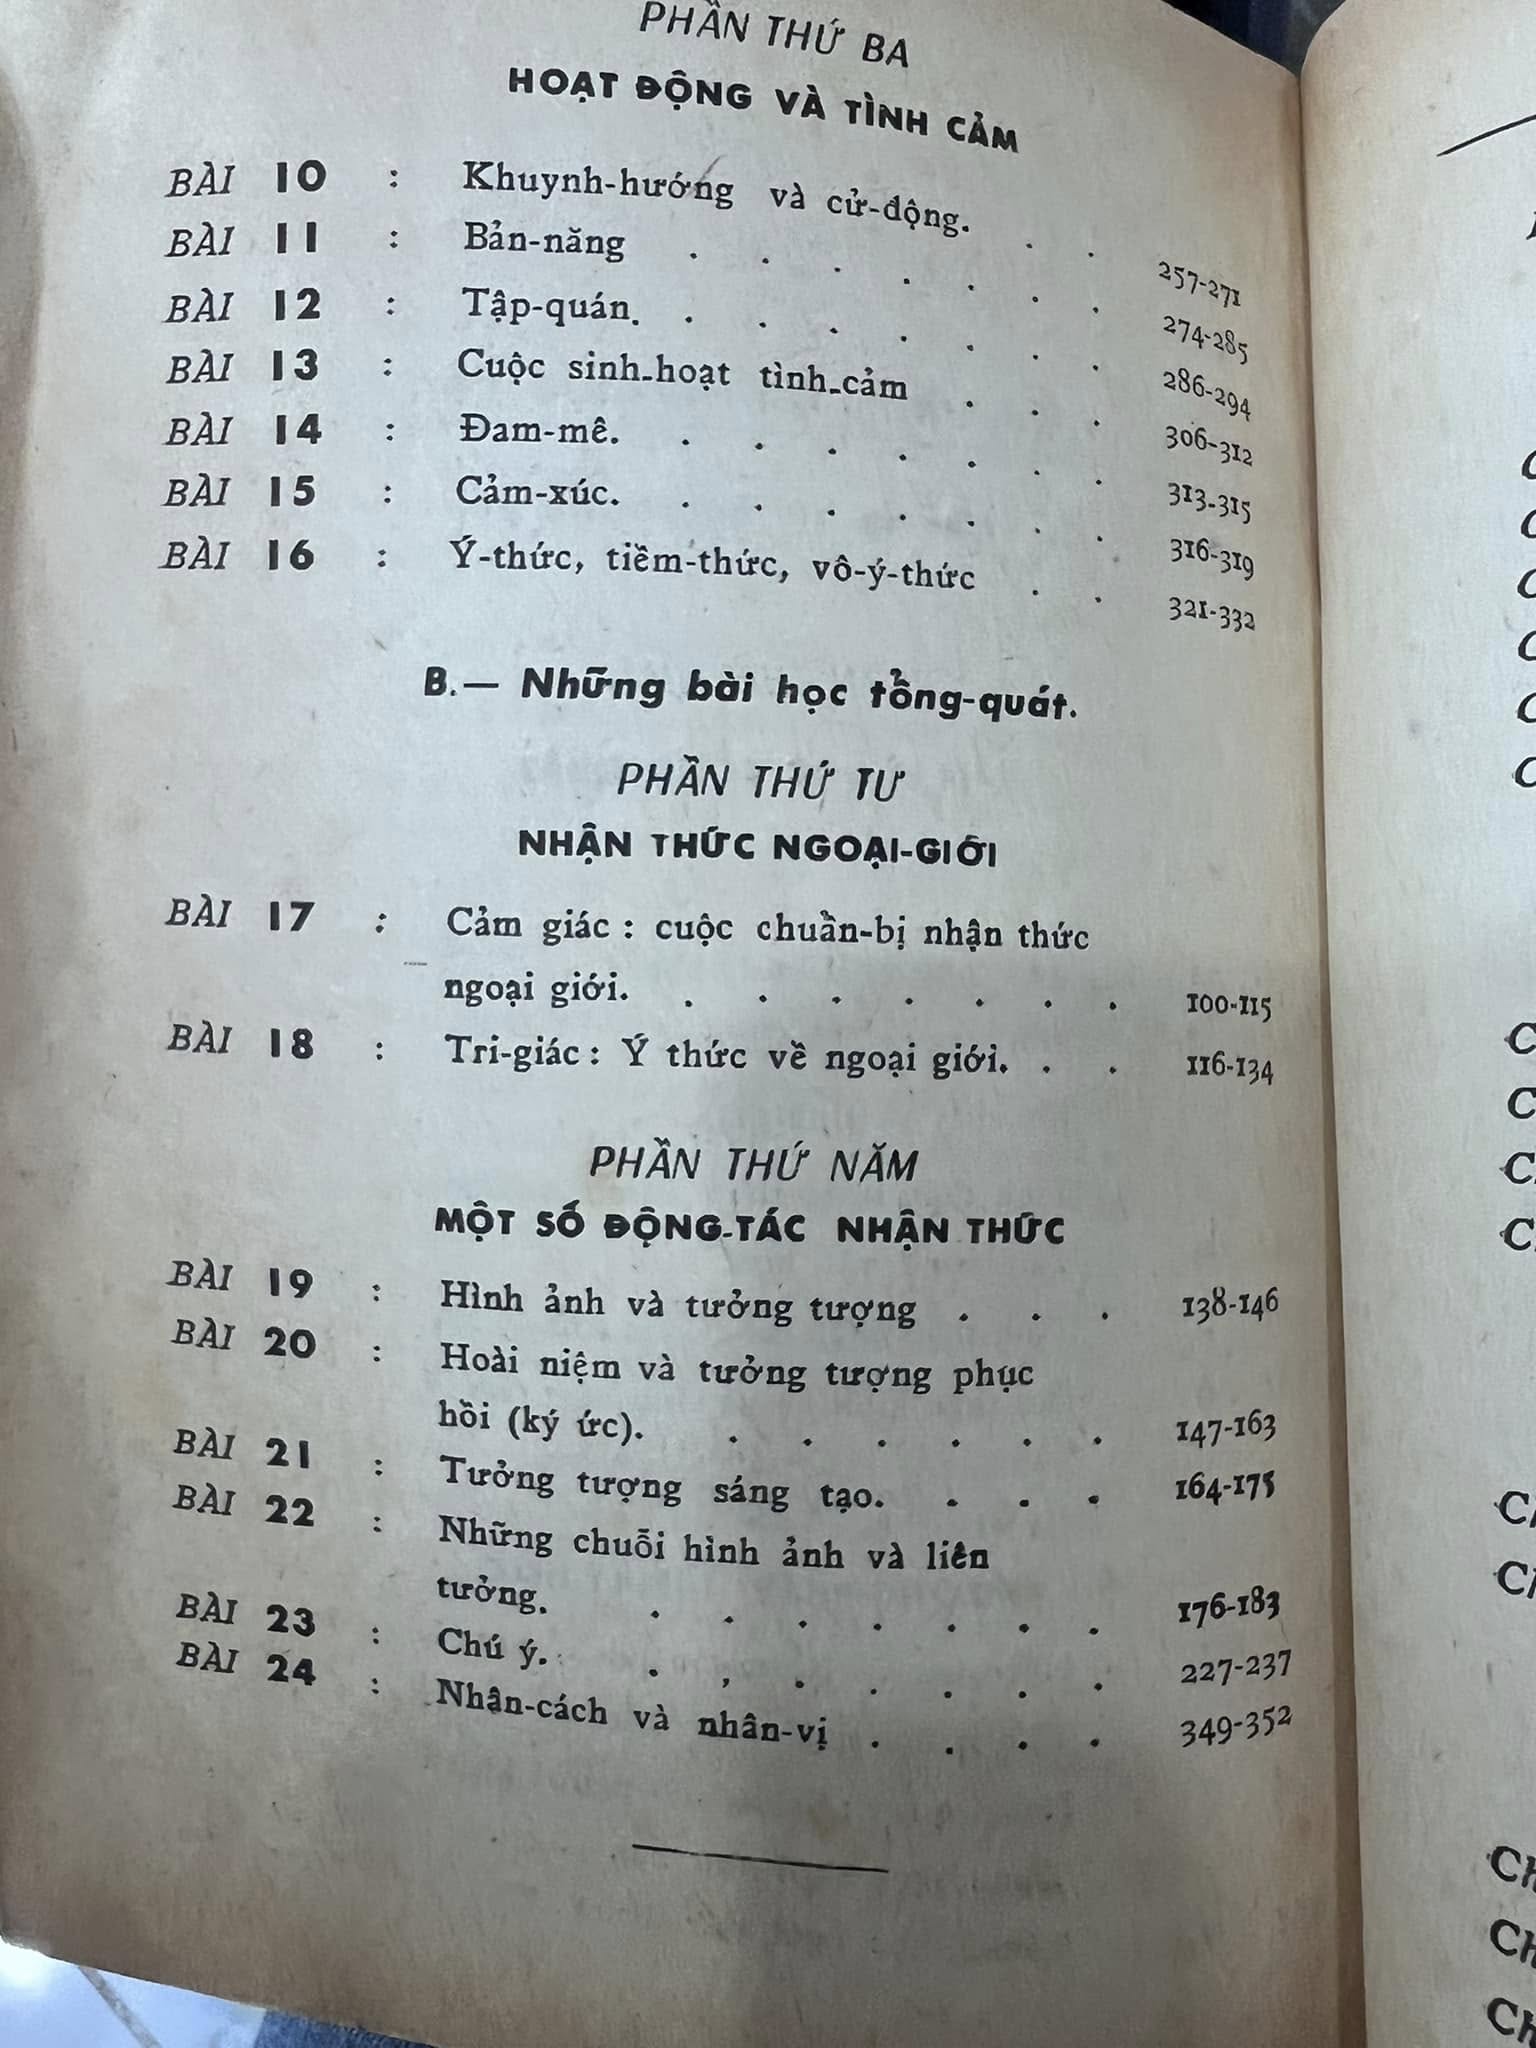 PHẦN THỨ BA
HOẠT ĐỘNG VÀ TÌNH CẢM
BÀI 10 : Khuynh-hướng và cử-động. . . 257-271
BÀI 11 : Bản-năng . . . . . . . 274-285
BÀI 12 : Tập-quán. . . . . . . . 286-294
BÀI 13 : Cuộc sinh-hoạt tình-cảm . . . 306-312
BÀI 14 : Đam-mê. . . . . . . . 313-315
BÀI 15 : Cảm-xúc. . . . . . . . 316-319
BÀI 16 : Ý-thức, tiềm-thức, vô-ý-thức . . 321-332
B.— Những bài học tổng-quát.
PHẦN THỨ TƯ
NHẬN THỨC NGOẠI-GIỚI
BÀI 17 : Cảm giác : cuộc chuẩn-bị nhận thức
ngoại giới. . . . . . . . 100-115
BÀI 18 : Tri-giác : Ý thức về ngoại giới. . . 116-134
PHẦN THỨ NĂM
MỘT SỐ ĐỘNG-TÁC NHẬN THỨC
BÀI 19 : Hình ảnh và tưởng tượng . . . 138-146
BÀI 20 : Hoài niệm và tưởng tượng phục
hồi (ký ức). . . . . . . 147-163
BÀI 21 : Tưởng tượng sáng tạo. . . . 164-175
BÀI 22 : Những chuỗi hình ảnh và liên
tưởng. . . . . . . . 176-183
BÀI 23 : Chú ý. . . . . . . . 227-237
BÀI 24 : Nhân-cách và nhân-vị . . . . 349-352